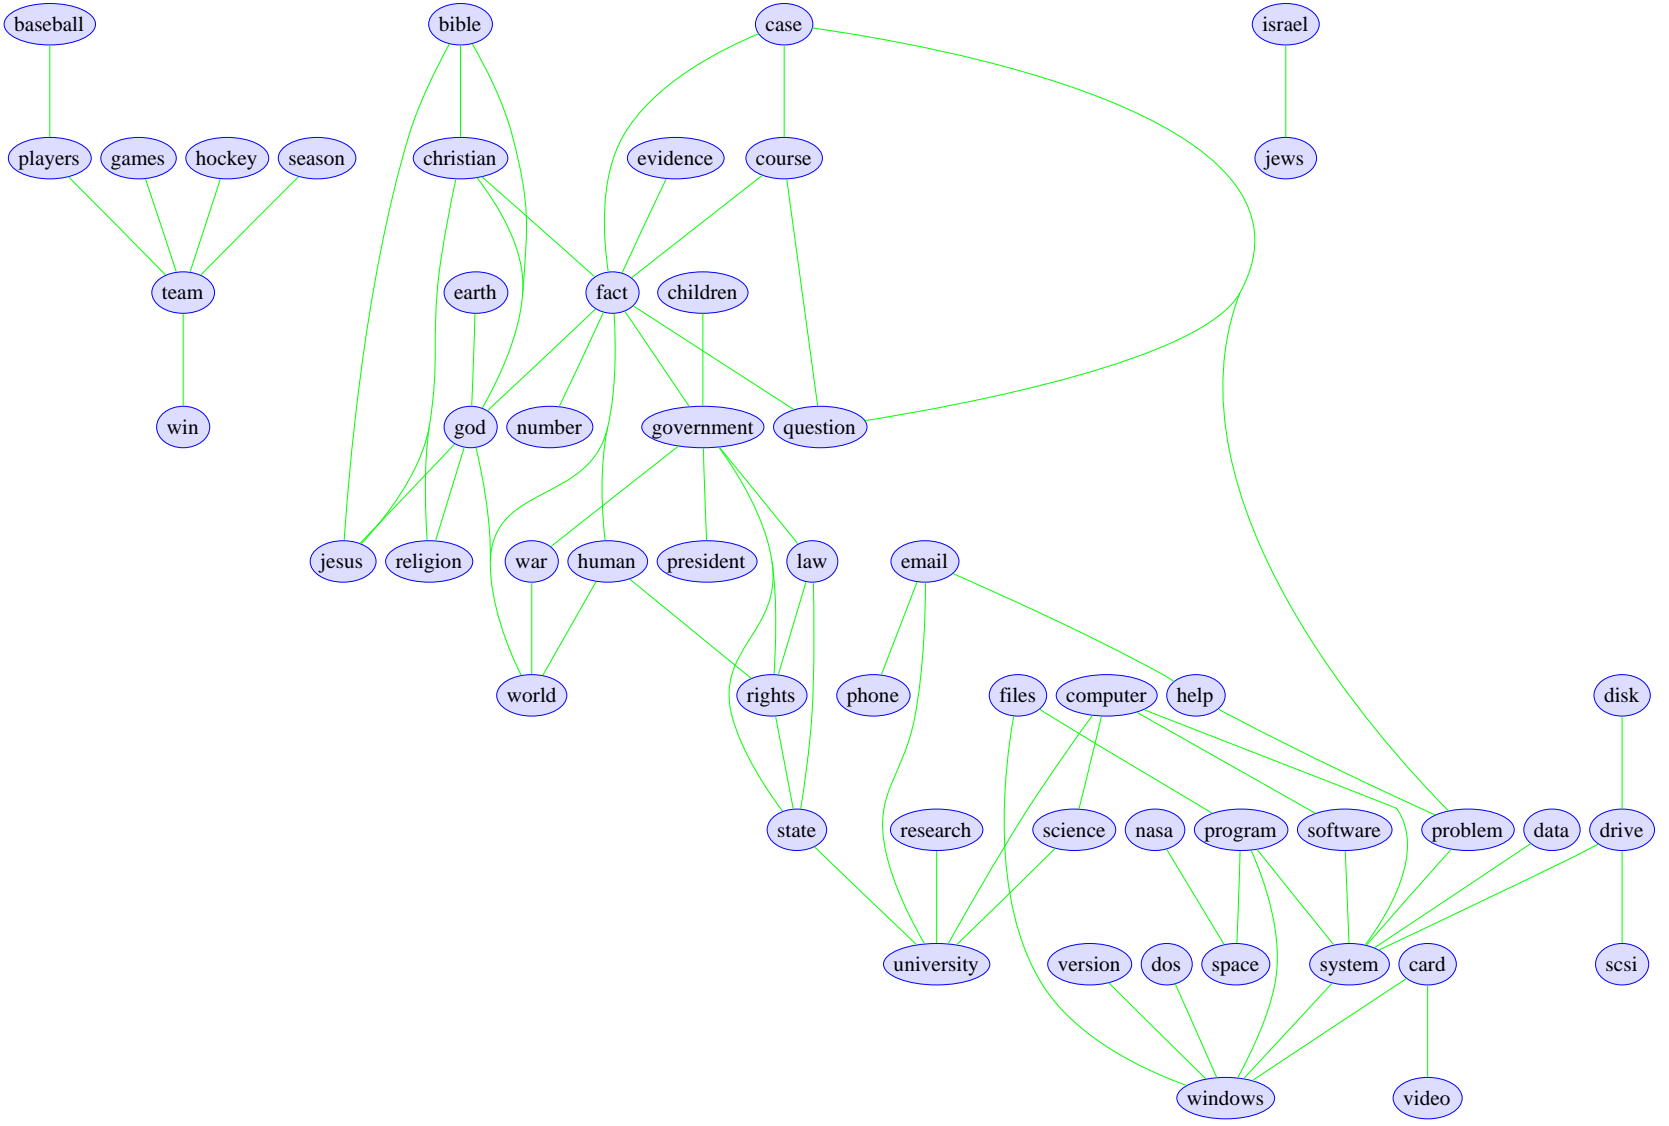 baseball bible case israel
players games hockey season christian evidence course jews
team earth fact children
win god number government question
jesus religion war human president law email
world rights phone files computer help disk
state research science nasa program software problem data drive
university version dos space system card scsi
windows video